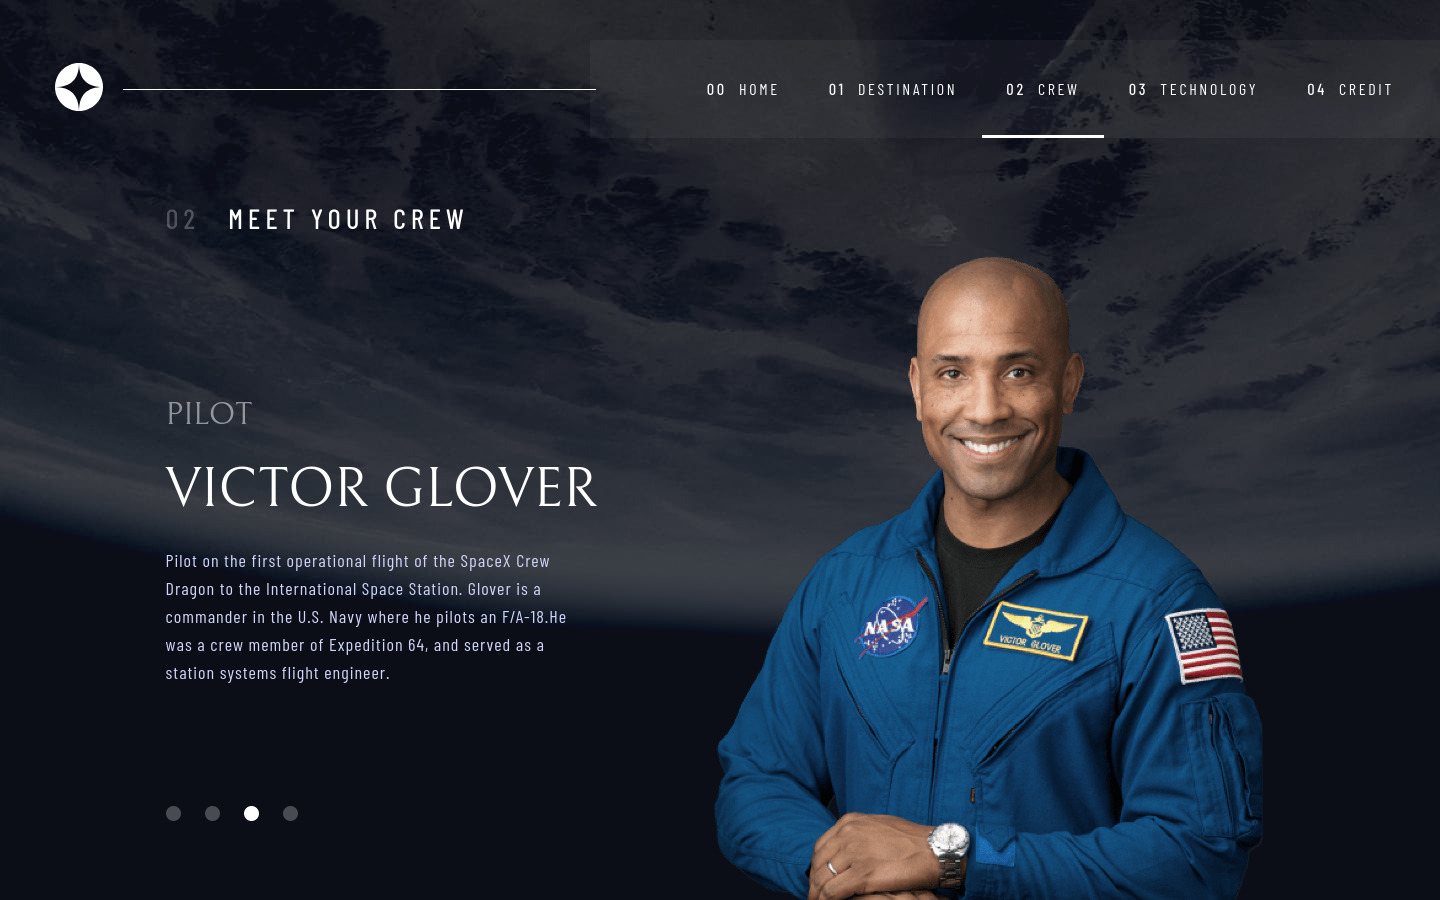 00 HOME 01 DESTINATION 02 CREW 03 TECHNOLOGY 04 CREDIT
02 MEET YOUR CREW
PILOT
VICTOR GLOVER
Pilot on the first operational flight of the SpaceX Crew
Dragon to the International Space Station. Glover is a
commander in the U.S. Navy where he pilots an F/A-18.He
was a crew member of Expedition 64, and served as a
station systems flight engineer.
NASA
VICTOR GLOVER